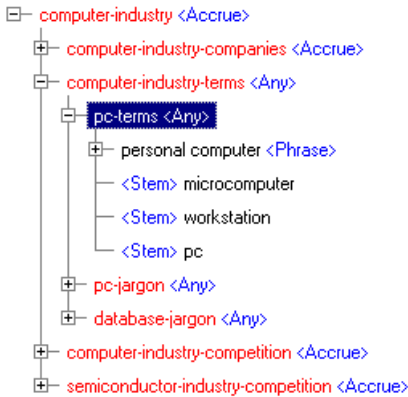 computer-industry <Accrue>
computer-industry-companies <Accrue>
computer-industry-terms <Any>
pc-terms <Any>
personal computer <Phrase>
<Stem> microcomputer
<Stem> workstation
<Stem> pc
pc-jargon <Any>
database-jargon <Any>
computer-industry-competition <Accrue>
semiconductor-industry-competition <Accrue>